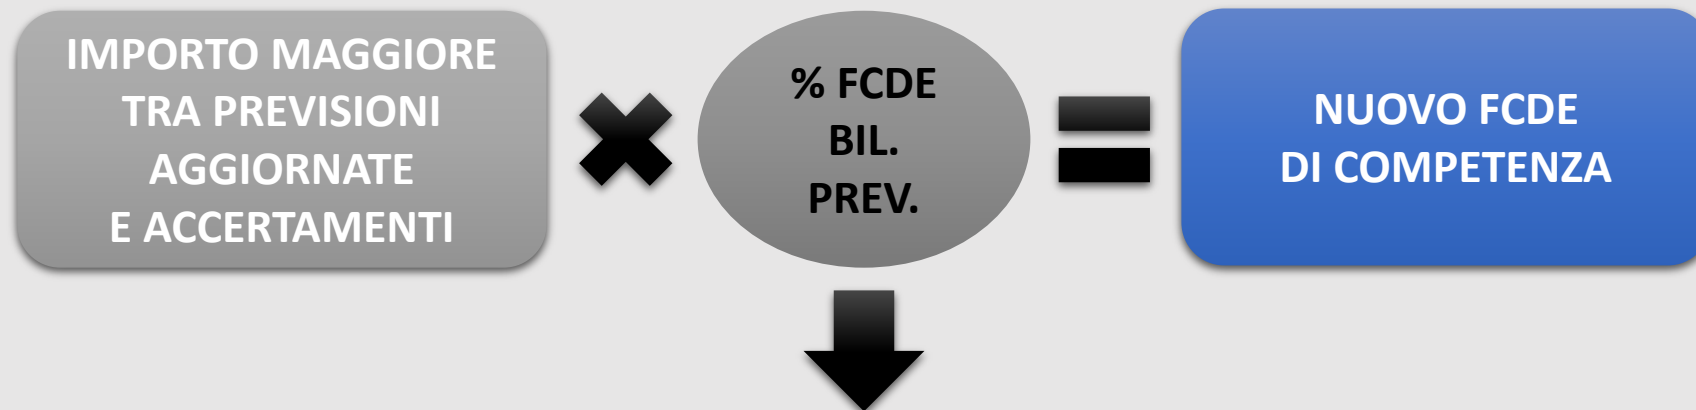 IMPORTO MAGGIORE
TRA PREVISIONI
AGGIORNATE
E ACCERTAMENTI
% FCDE
BIL.
PREV.
NUOVO FCDE
DI COMPETENZA